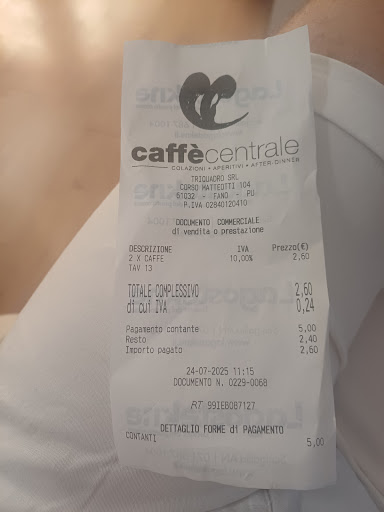 caffècentrale
COLAZIONI • APERITIVI • AFTER-DINNER
TRIQUADRO SRL
CORSO MATTEOTTI 104
61032 - FANO - PU
P.IVA 02840120410
DOCUMENTO COMMERCIALE
di vendita o prestazione
DESCRIZIONE IVA Prezzo(€)
2 X CAFFE 10,00% 2,60
TAV 13
TOTALE COMPLESSIVO 2,60
di cui IVA 0,24
Pagamento contante 5,00
Resto 2,40
Importo pagato 2,60
24-07-2025 11:15
DOCUMENTO N. 0229-0068
RT 99IEB087127
DETTAGLIO FORME di PAGAMENTO
CONTANTI 5,00